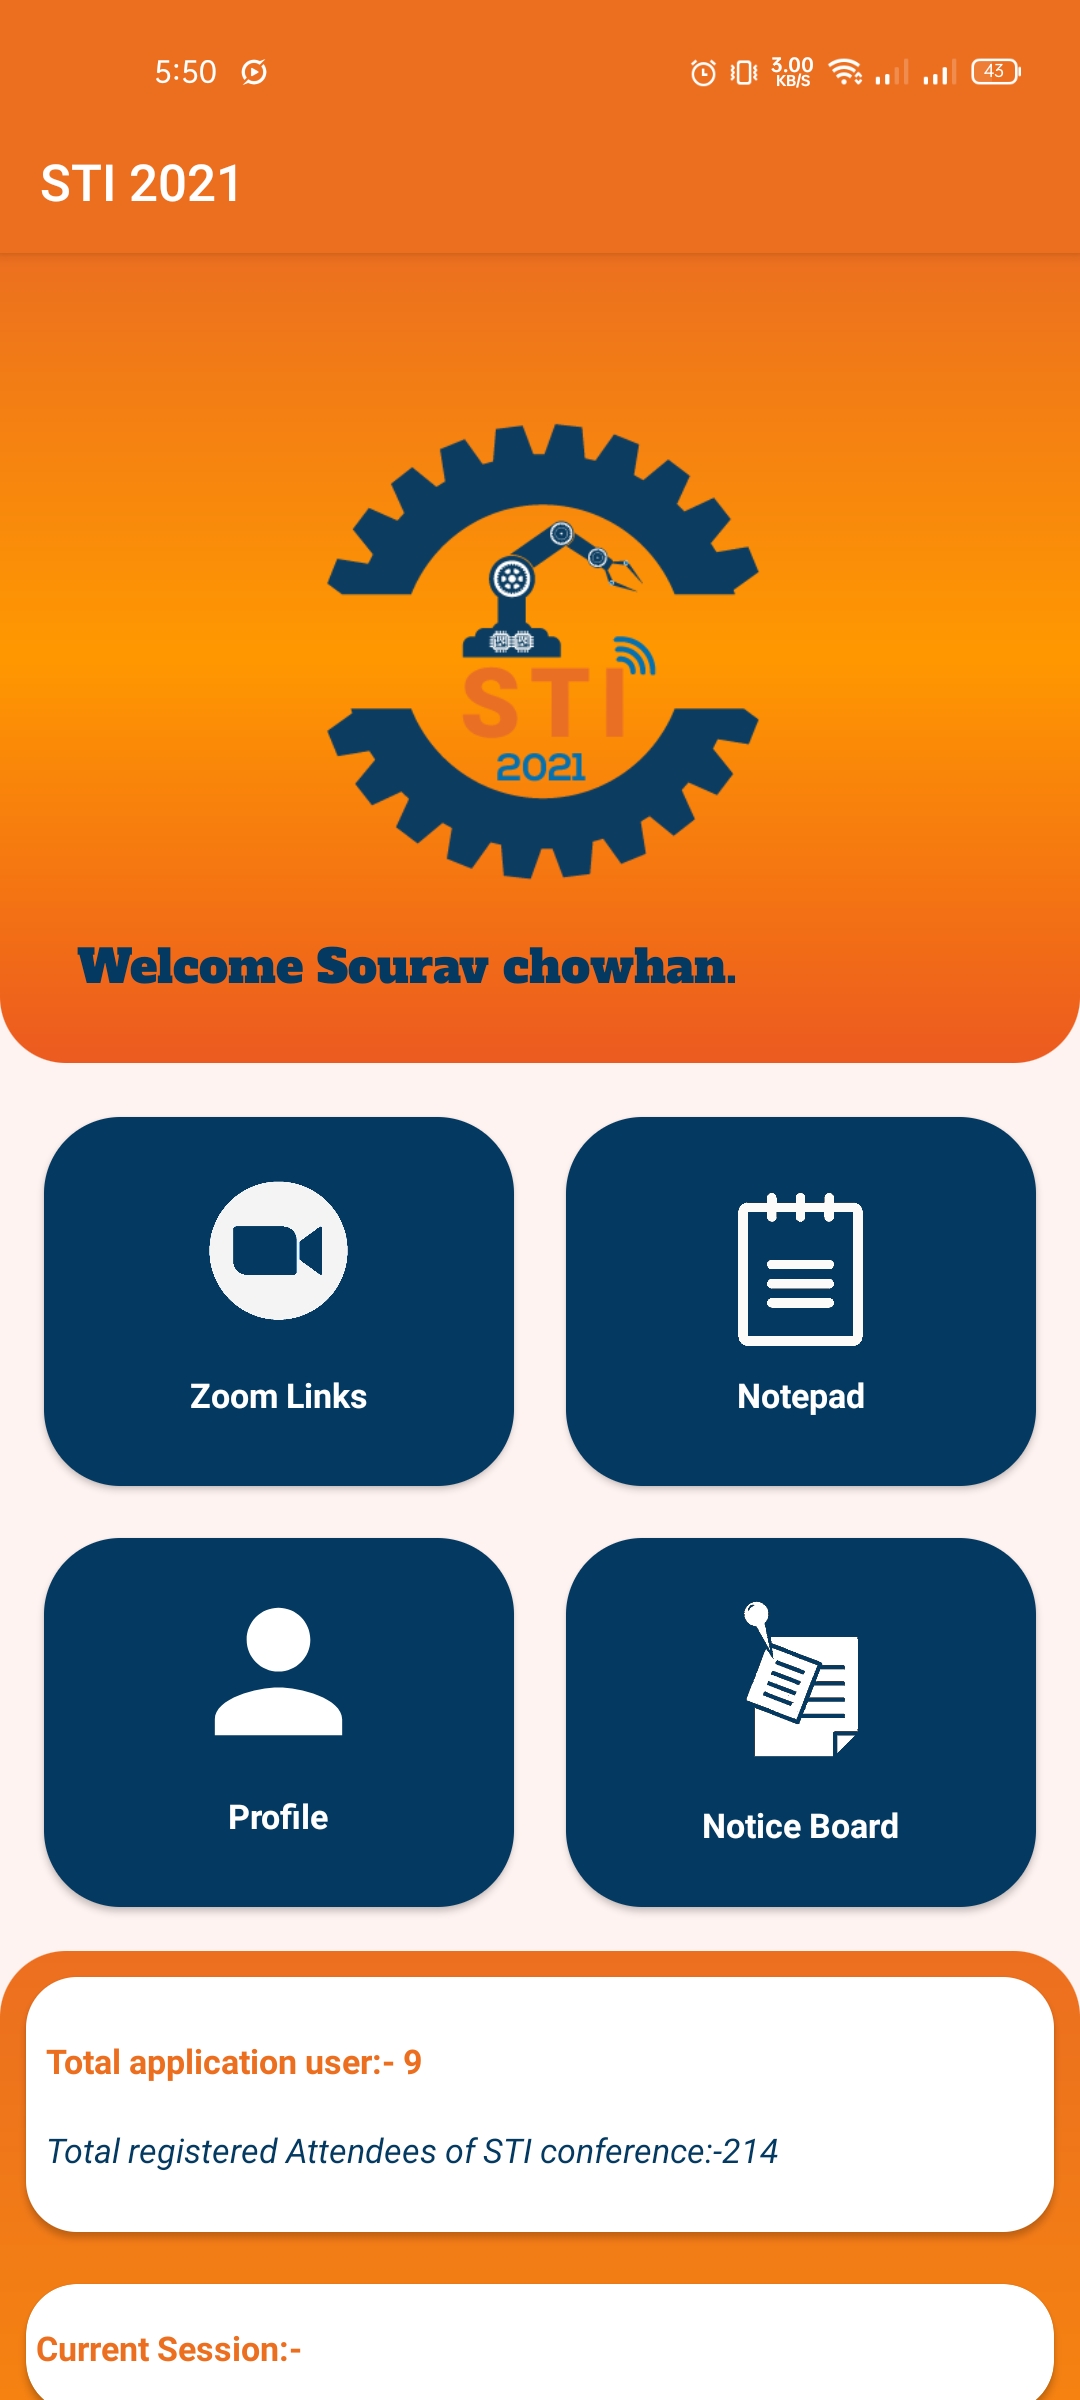 5:50
3.00
KB/S
43
STI 2021
STI
2021
Welcome Sourav chowhan.
Zoom Links
Notepad
Profile
Notice Board
Total application user:- 9
Total registered Attendees of STI conference:-214
Current Session:-